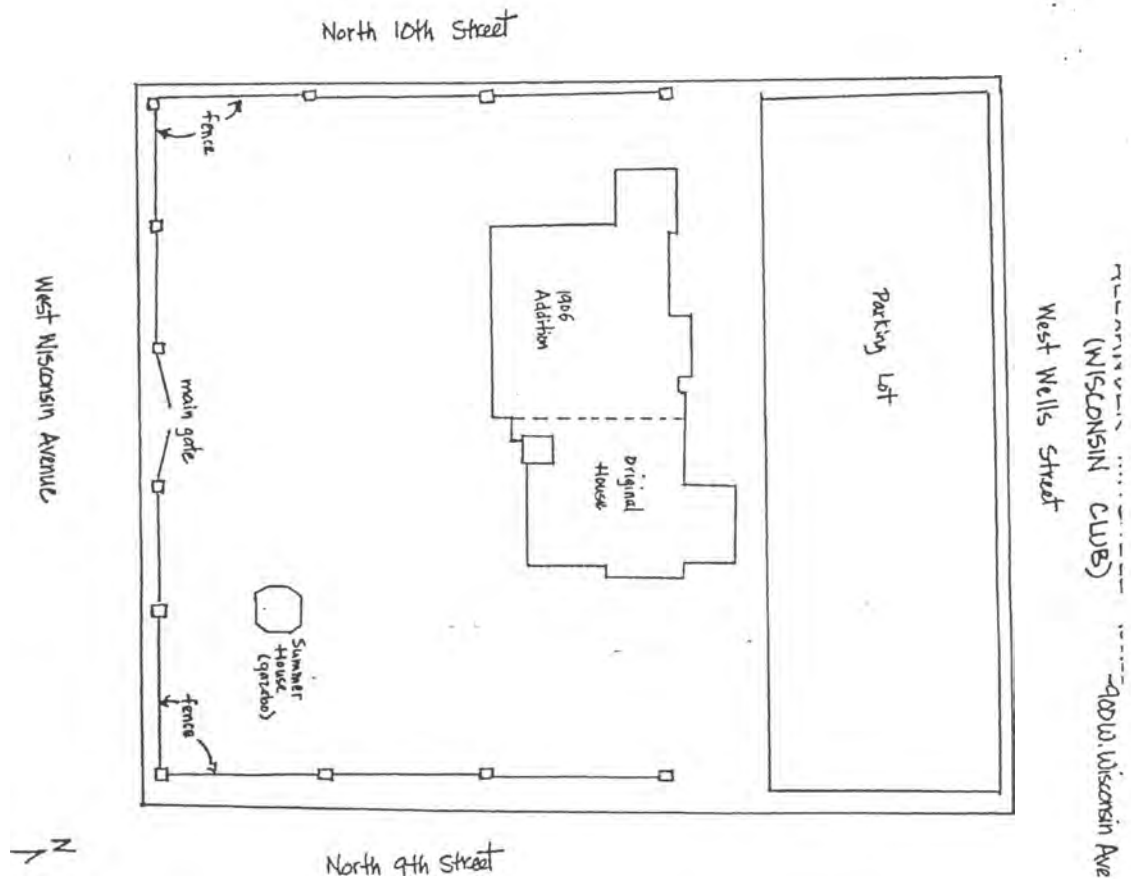 North 10th Street
fence
West Wisconsin Avenue
main gate
1906
Addition
Original
House
Parking Lot
West Wells Street
(WISCONSIN CLUB)
-900 W. Wisconsin Ave
Summer
House
(gazebo)
fence
N
North 9th Street